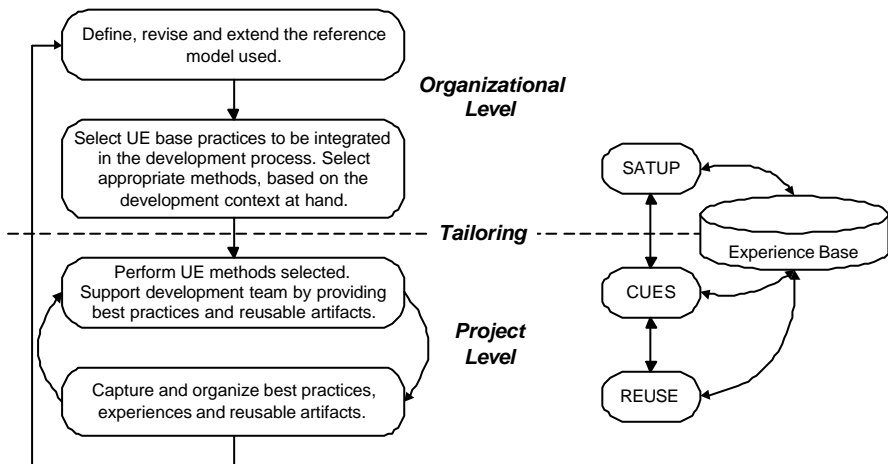 Define, revise and extend the reference
model used.
Organizational
Level
Select UE base practices to be integrated
in the development process. Select
appropriate methods, based on the
development context at hand.
SATUP
Tailoring
Experience Base
Perform UE methods selected.
Support development team by providing
best practices and reusable artifacts.
CUES
Project
Level
Capture and organize best practices,
experiences and reusable artifacts.
REUSE